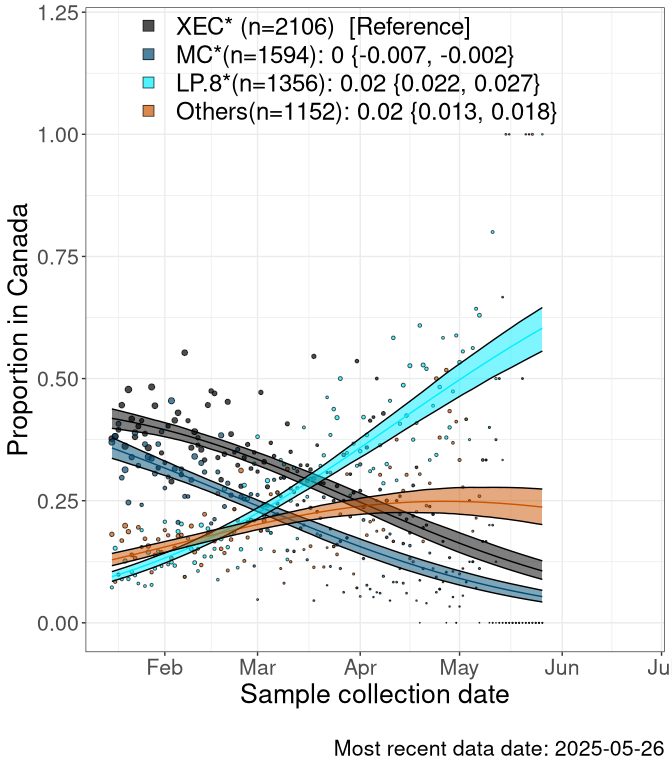 XEC* (n=2106)  [Reference]
MC*(n=1594): 0 {-0.007, -0.002}
LP.8*(n=1356): 0.02 {0.022, 0.027}
Others(n=1152): 0.02 {0.013, 0.018}
1.25
1.00
0.75
0.50
0.25
0.00
Proportion in Canada
Feb Mar Apr May Jun Ju
Sample collection date
Most recent data date: 2025-05-26